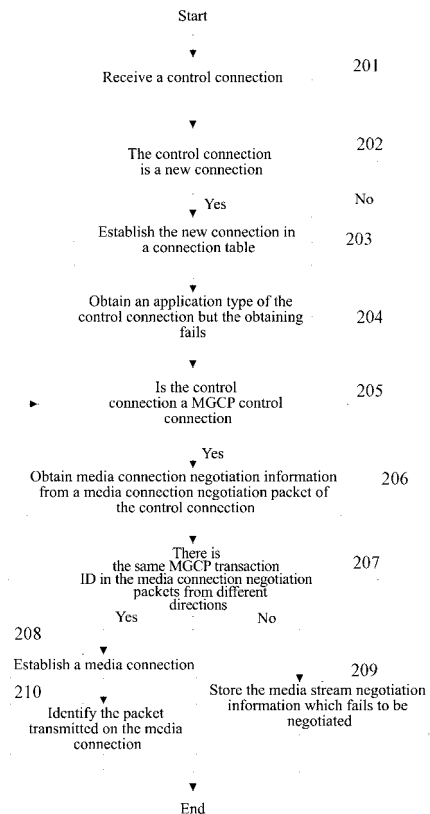 Start
201
Receive a control connection
202
The control connection
is a new connection
Yes
No
Establish the new connection in
a connection table
203
Obtain an application type of the
control connection but the obtaining
fails
204
Is the control
connection a MGCP control
connection
205
Yes
Obtain media connection negotiation information
from a media connection negotiation packet of
the control connection
206
There is
the same MGCP transaction
ID in the media connection negotiation
packets from different
directions
207
Yes
No
208
Establish a media connection
209
Store the media stream negotiation
information which fails to be
negotiated
210
Identify the packet
transmitted on the media
connection
End